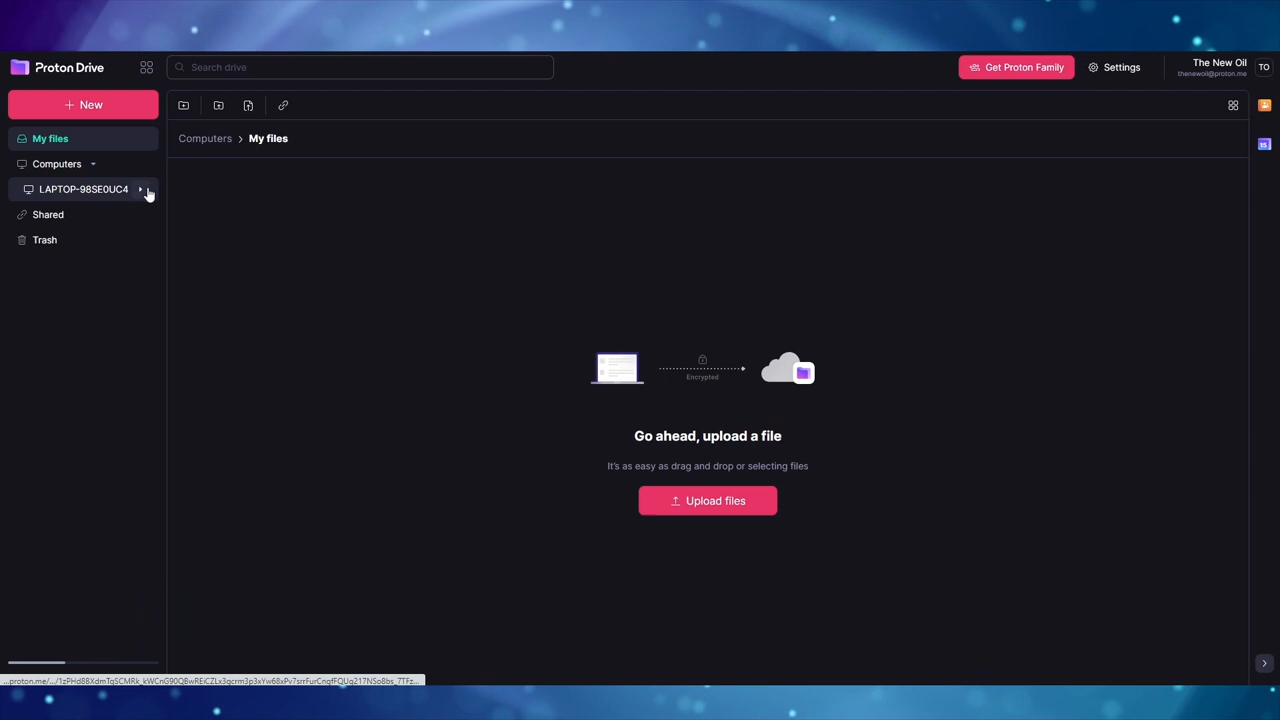 Proton Drive
Search drive
Get Proton Family
Settings
The New Oil
thenewoil@proton.me
TO
New
My files
Computers
LAPTOP-98SE0UC4
Shared
Trash
Computers > My files
Encrypted
Go ahead, upload a file
It's as easy as drag and drop or selecting files
Upload files